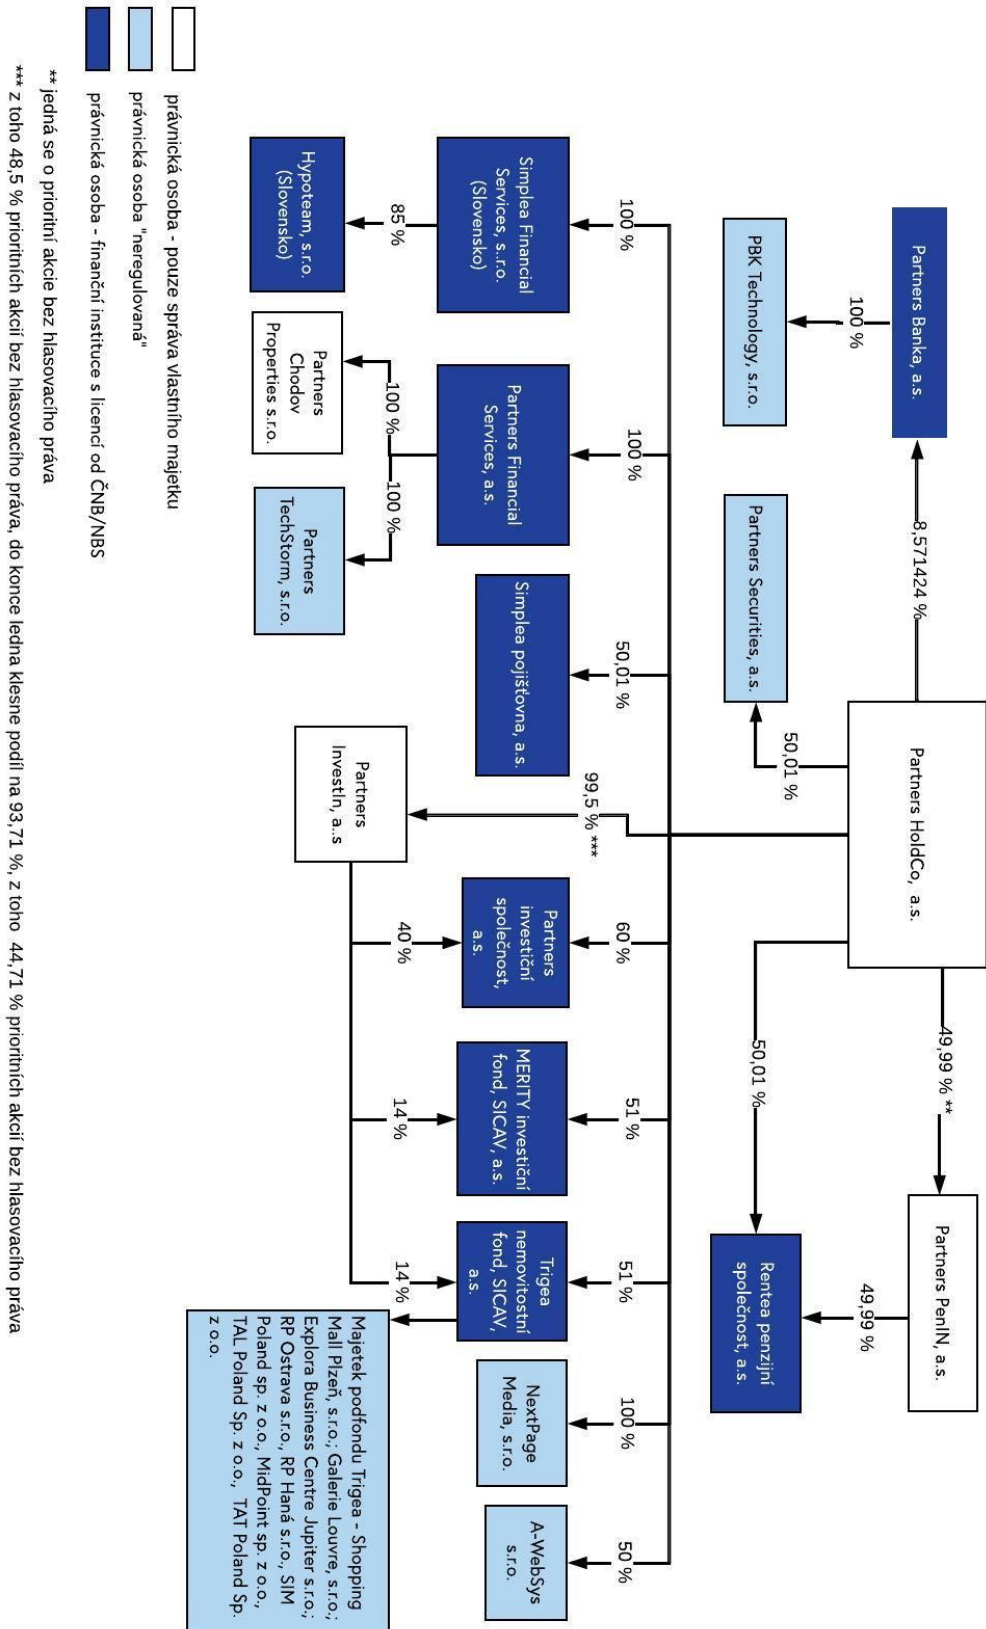 Partners HoldCo, a.s.
8,571424 %
49,99 % **
Partners Banka, a.s.
100 %
PBK Technology, s.r.o.
50,01 %
Partners Securities, a.s.
50,01 %
Partners PenIN, a.s.
49,99 %
Rentea penzijní
společnost, a.s.
100 %
100 %
50,01 %
99,5 % ***
60 %
51 %
51 %
100 %
50 %
Simplea Financial
Services, s..r.o.
(Slovensko)
Partners Financial
Services, a.s.
Simplea pojišťovna, a.s.
Partners
investiční
společnost,
a.s.
MERITY investiční
fond, SICAV, a.s.
Trigea
nemovitostní
fond, SICAV,
a.s.
NextPage
Media, s.r.o.
A-WebSys
s.r.o.
85 %
100 %
100 %
40 %
14 %
14 %
Hypoteam, s.r.o.
(Slovensko)
Partners
Chodov
Properties s.r.o.
Partners
TechStorm, s.r.o.
Partners
InvestIn, a..s
Majetek podfondu Trigea - Shopping
Mall Plzeň, s.r.o.; Galerie Louvre, s.r.o.;
Explora Business Centre Jupiter s.r.o.;
RP Ostrava s.r.o., RP Haná s.r.o., SIM
Poland sp. z o.o., MidPoint sp. z o.o.,
TAL Poland Sp. z o.o., TAT Poland Sp.
z o.o.
právnická osoba - pouze správa vlastního majetku
právnická osoba "neregulovaná"
právnická osoba - finanční instituce s licencí od ČNB/NBS
** jedná se o prioritní akcie bez hlasovacího práva
*** z toho 48,5 % prioritních akcií bez hlasovacího práva, do konce ledna klesne podíl na 93,71 %, z toho 44,71 % prioritních akcií bez hlasovacího práva